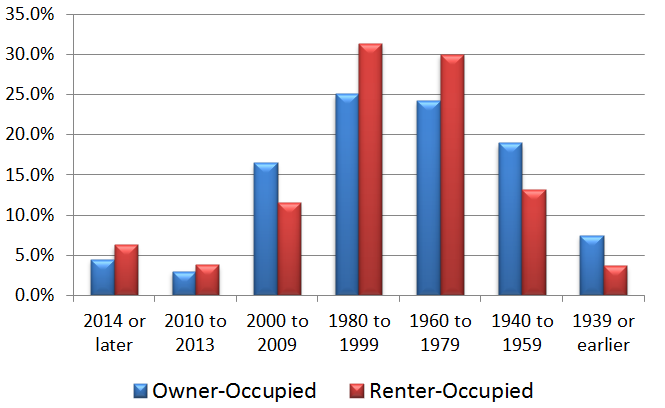 35.0%
30.0%
25.0%
20.0%
15.0%
10.0%
5.0%
0.0%
2014 or later
2010 to 2013
2000 to 2009
1980 to 1999
1960 to 1979
1940 to 1959
1939 or earlier
Owner-Occupied
Renter-Occupied